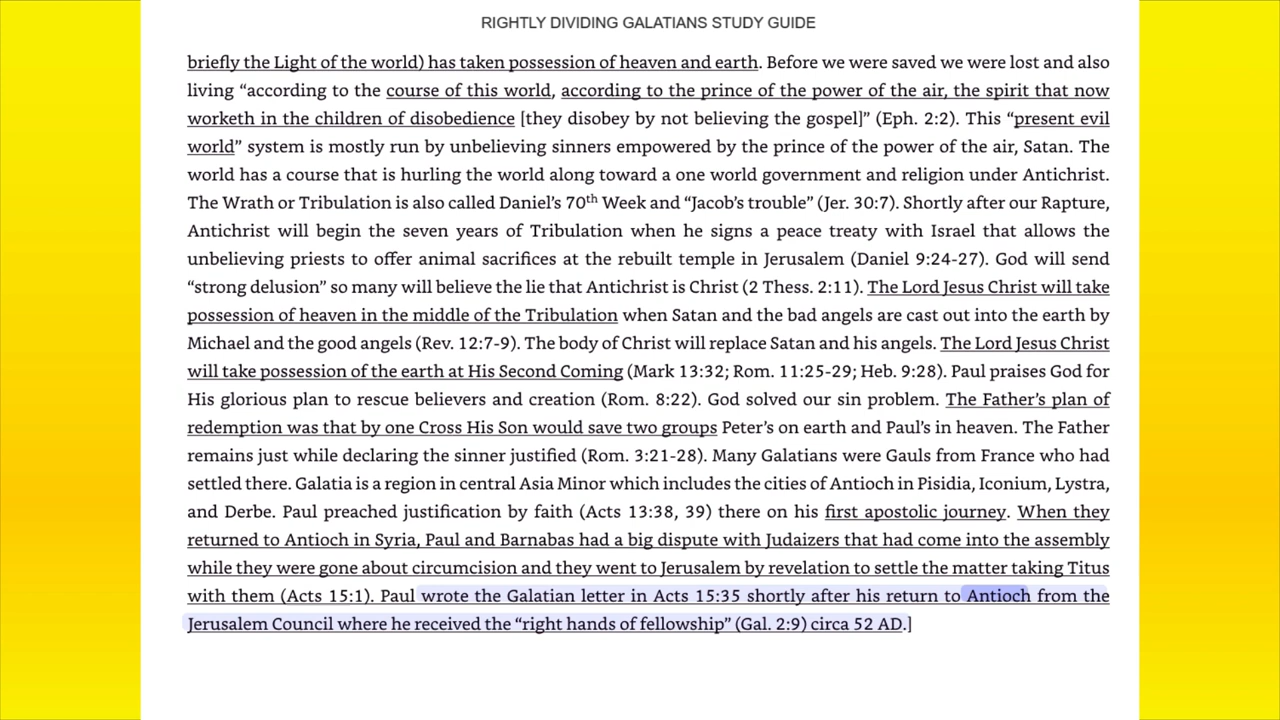 RIGHTLY DIVIDING GALATIANS STUDY GUIDE
briefly the Light of the world) has taken possession of heaven and earth. Before we were saved we were lost and also
living “according to the course of this world, according to the prince of the power of the air, the spirit that now
worketh in the children of disobedience [they disobey by not believing the gospel]” (Eph. 2:2). This “present evil
world” system is mostly run by unbelieving sinners empowered by the prince of the power of the air, Satan. The
world has a course that is hurling the world along toward a one world government and religion under Antichrist.
The Wrath or Tribulation is also called Daniel’s 70th Week and “Jacob’s trouble” (Jer. 30:7). Shortly after our Rapture,
Antichrist will begin the seven years of Tribulation when he signs a peace treaty with Israel that allows the
unbelieving priests to offer animal sacrifices at the rebuilt temple in Jerusalem (Daniel 9:24-27). God will send
“strong delusion” so many will believe the lie that Antichrist is Christ (2 Thess. 2:11). The Lord Jesus Christ will take
possession of heaven in the middle of the Tribulation when Satan and the bad angels are cast out into the earth by
Michael and the good angels (Rev. 12:7-9). The body of Christ will replace Satan and his angels. The Lord Jesus Christ
will take possession of the earth at His Second Coming (Mark 13:32; Rom. 11:25-29; Heb. 9:28). Paul praises God for
His glorious plan to rescue believers and creation (Rom. 8:22). God solved our sin problem. The Father’s plan of
redemption was that by one Cross His Son would save two groups Peter’s on earth and Paul’s in heaven. The Father
remains just while declaring the sinner justified (Rom. 3:21-28). Many Galatians were Gauls from France who had
settled there. Galatia is a region in central Asia Minor which includes the cities of Antioch in Pisidia, Iconium, Lystra,
and Derbe. Paul preached justification by faith (Acts 13:38, 39) there on his first apostolic journey. When they
returned to Antioch in Syria, Paul and Barnabas had a big dispute with Judaizers that had come into the assembly
while they were gone about circumcision and they went to Jerusalem by revelation to settle the matter taking Titus
with them (Acts 15:1). Paul wrote the Galatian letter in Acts 15:35 shortly after his return to Antioch from the
Jerusalem Council where he received the “right hands of fellowship” (Gal. 2:9) circa 52 AD.]